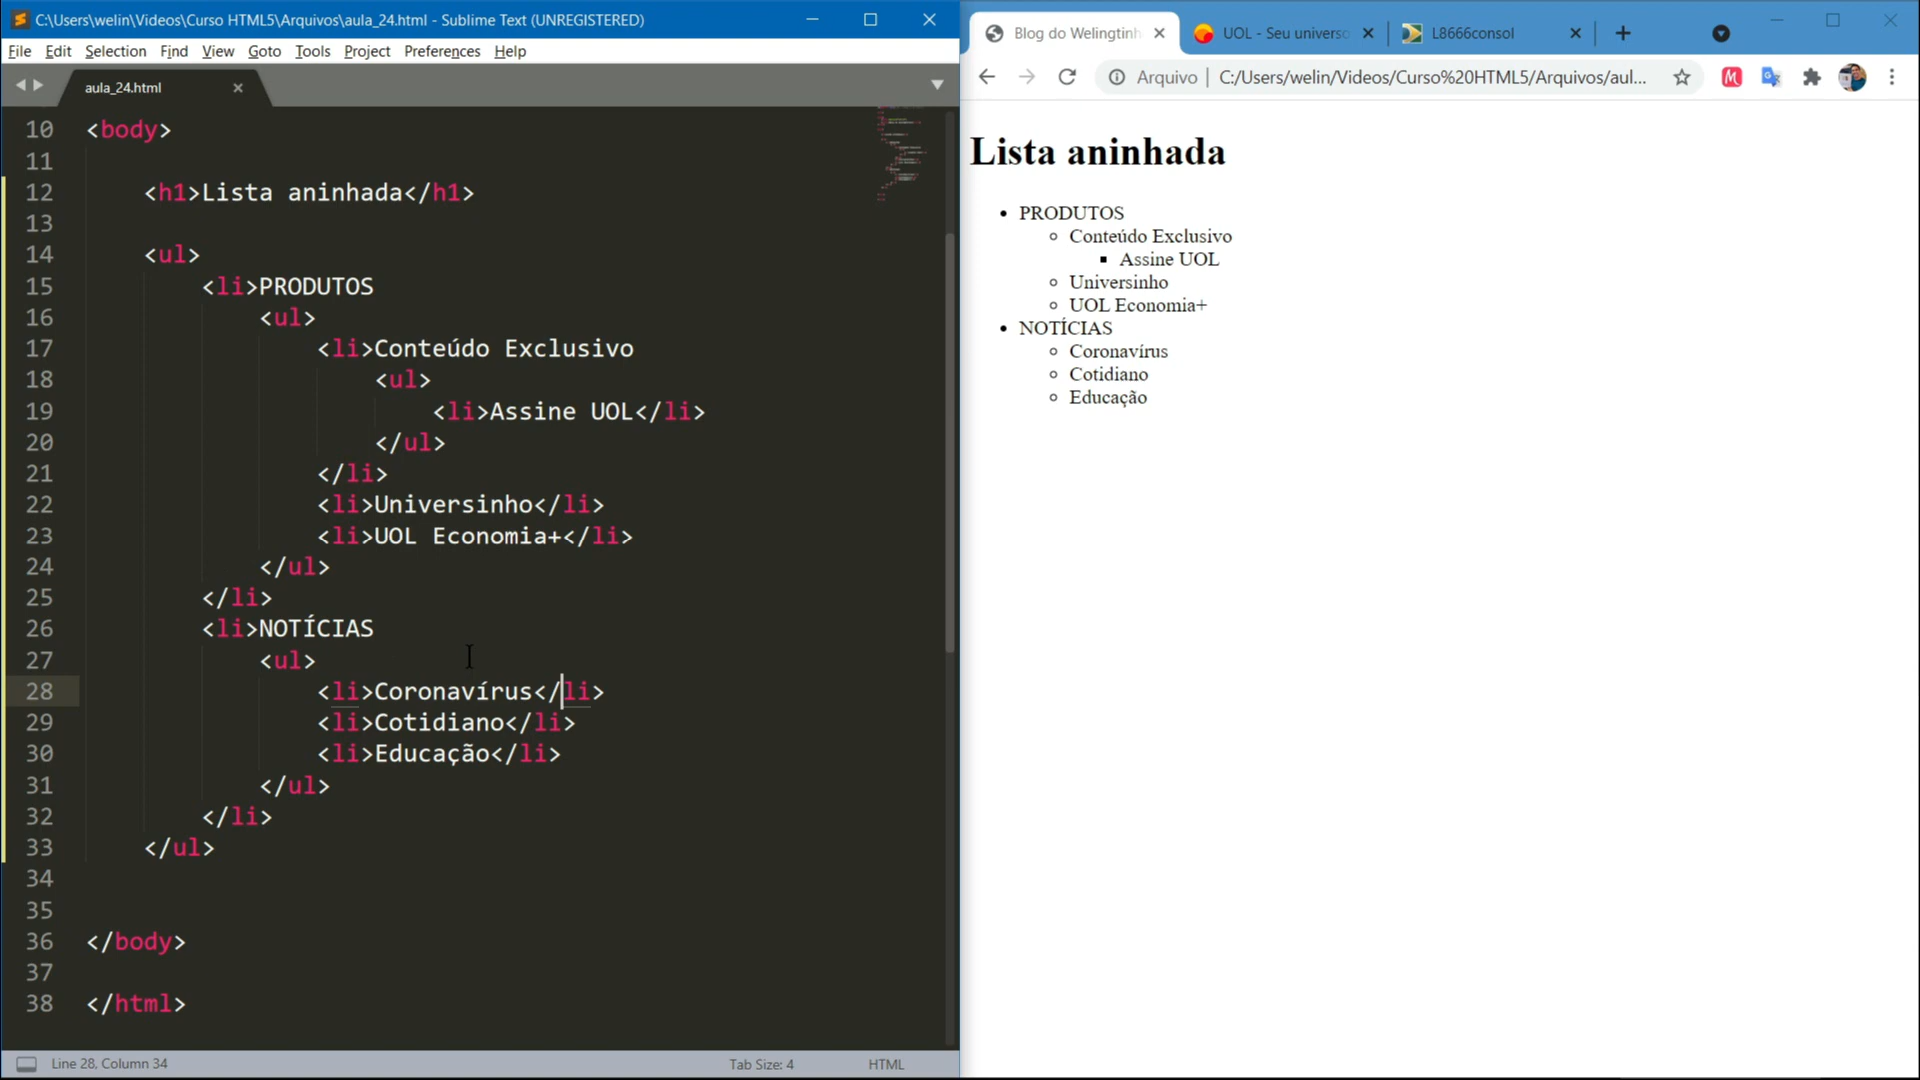 C:\Users\welin\Videos\Curso HTML5\Arquivos\aula_24.html - Sublime Text (UNREGISTERED)
File Edit Selection Find View Goto Tools Project Preferences Help
aula_24.html
10 <body>
11
12 <h1>Lista aninhada</h1>
13
14 <ul>
15 <li>PRODUTOS
16 <ul>
17 <li>Conteúdo Exclusivo
18 <ul>
19 <li>Assine UOL</li>
20 </ul>
21 </li>
22 <li>Universinho</li>
23 <li>UOL Economia+</li>
24 </ul>
25 </li>
26 <li>NOTÍCIAS
27 <ul>
28 <li>Coronavírus</li>
29 <li>Cotidiano</li>
30 <li>Educação</li>
31 </ul>
32 </li>
33 </ul>
34
35
36 </body>
37
38 </html>
Line 28, Column 34 Tab Size: 4 HTML
Blog do Welingtinh UOL - Seu universo L8666consol
Arquivo | C:/Users/welin/Videos/Curso%20HTML5/Arquivos/aul...
Lista aninhada
PRODUTOS
Conteúdo Exclusivo
Assine UOL
Universinho
UOL Economia+
NOTÍCIAS
Coronavírus
Cotidiano
Educação